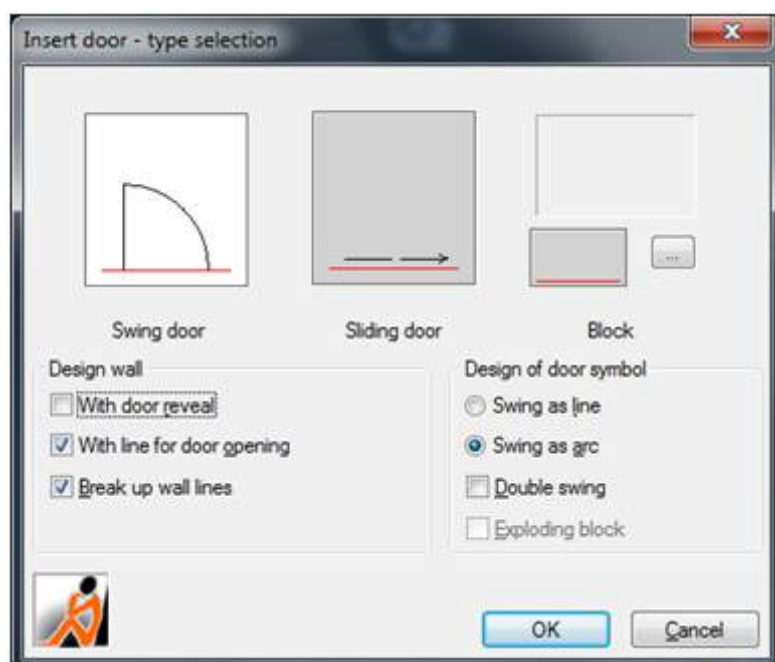 Insert door - type selection
...
Swing door Sliding door Block
Design wall
With door reveal
With line for door opening
Break up wall lines
Design of door symbol
Swing as line
Swing as arc
Double swing
Exploding block
OK Cancel